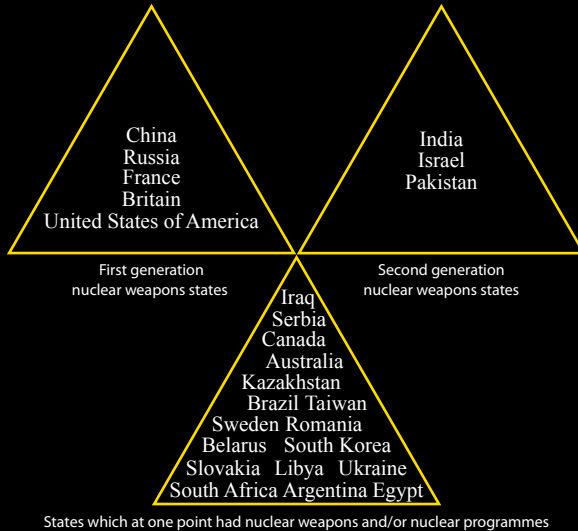 China
Russia
France
Britain
United States of America
First generation
nuclear weapons states
India
Israel
Pakistan
Second generation
nuclear weapons states
Iraq
Serbia
Canada
Australia
Kazakhstan
Brazil Taiwan
Sweden Romania
Belarus South Korea
Slovakia Libya Ukraine
South Africa Argentina Egypt
States which at one point had nuclear weapons and/or nuclear programmes